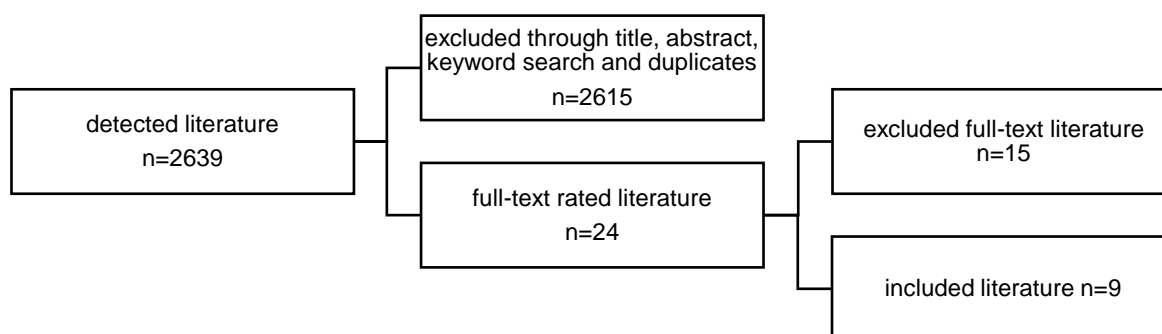 detected literature
n=2639
excluded through title, abstract,
keyword search and duplicates
n=2615
full-text rated literature
n=24
excluded full-text literature
n=15
included literature n=9